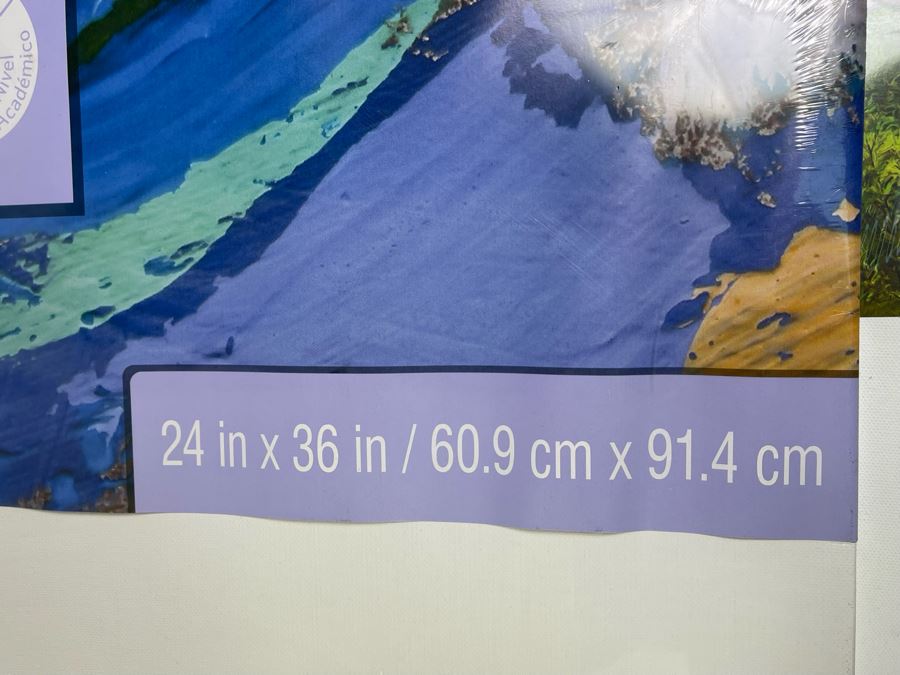 Nivel
Académico
24 in x 36 in / 60.9 cm x 91.4 cm